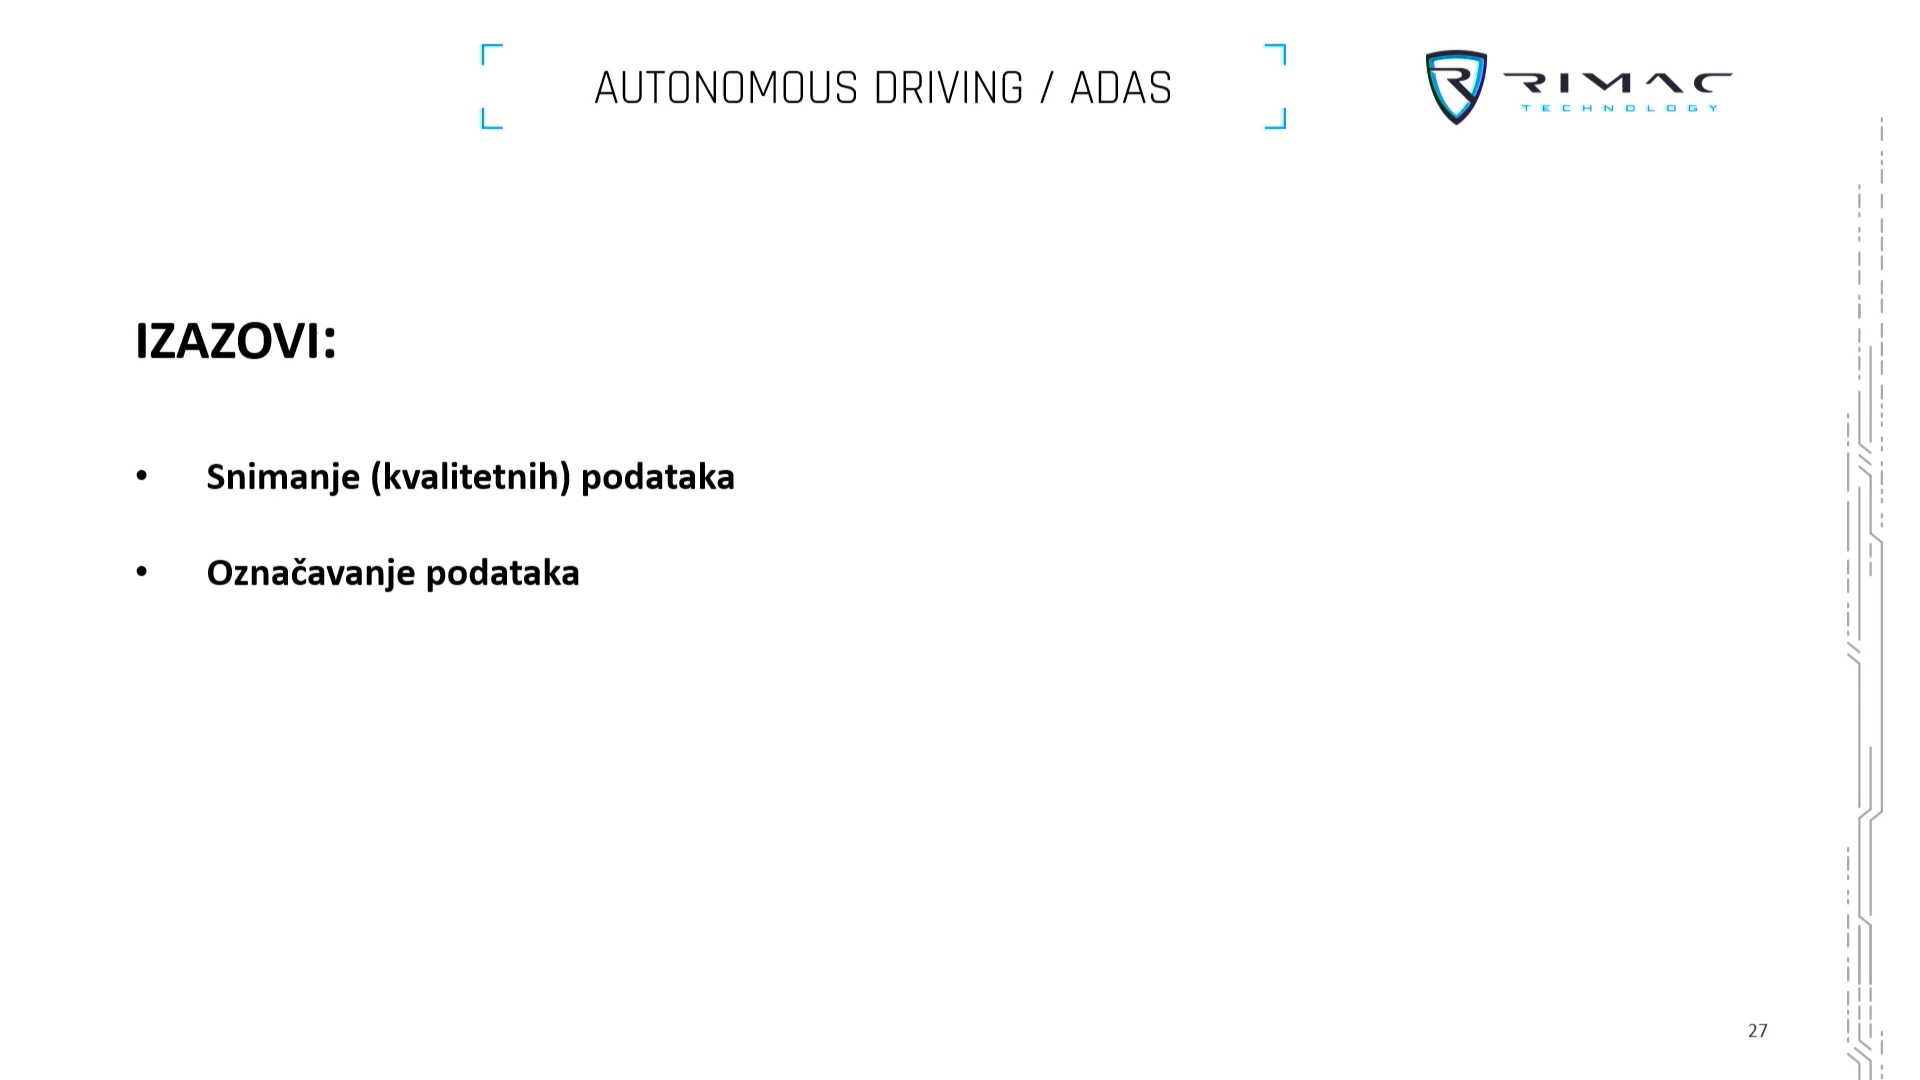 AUTONOMOUS DRIVING / ADAS
RIMAC
TECHNOLOGY
IZAZOVI:
• Snimanje (kvalitetnih) podataka
• Označavanje podataka
27